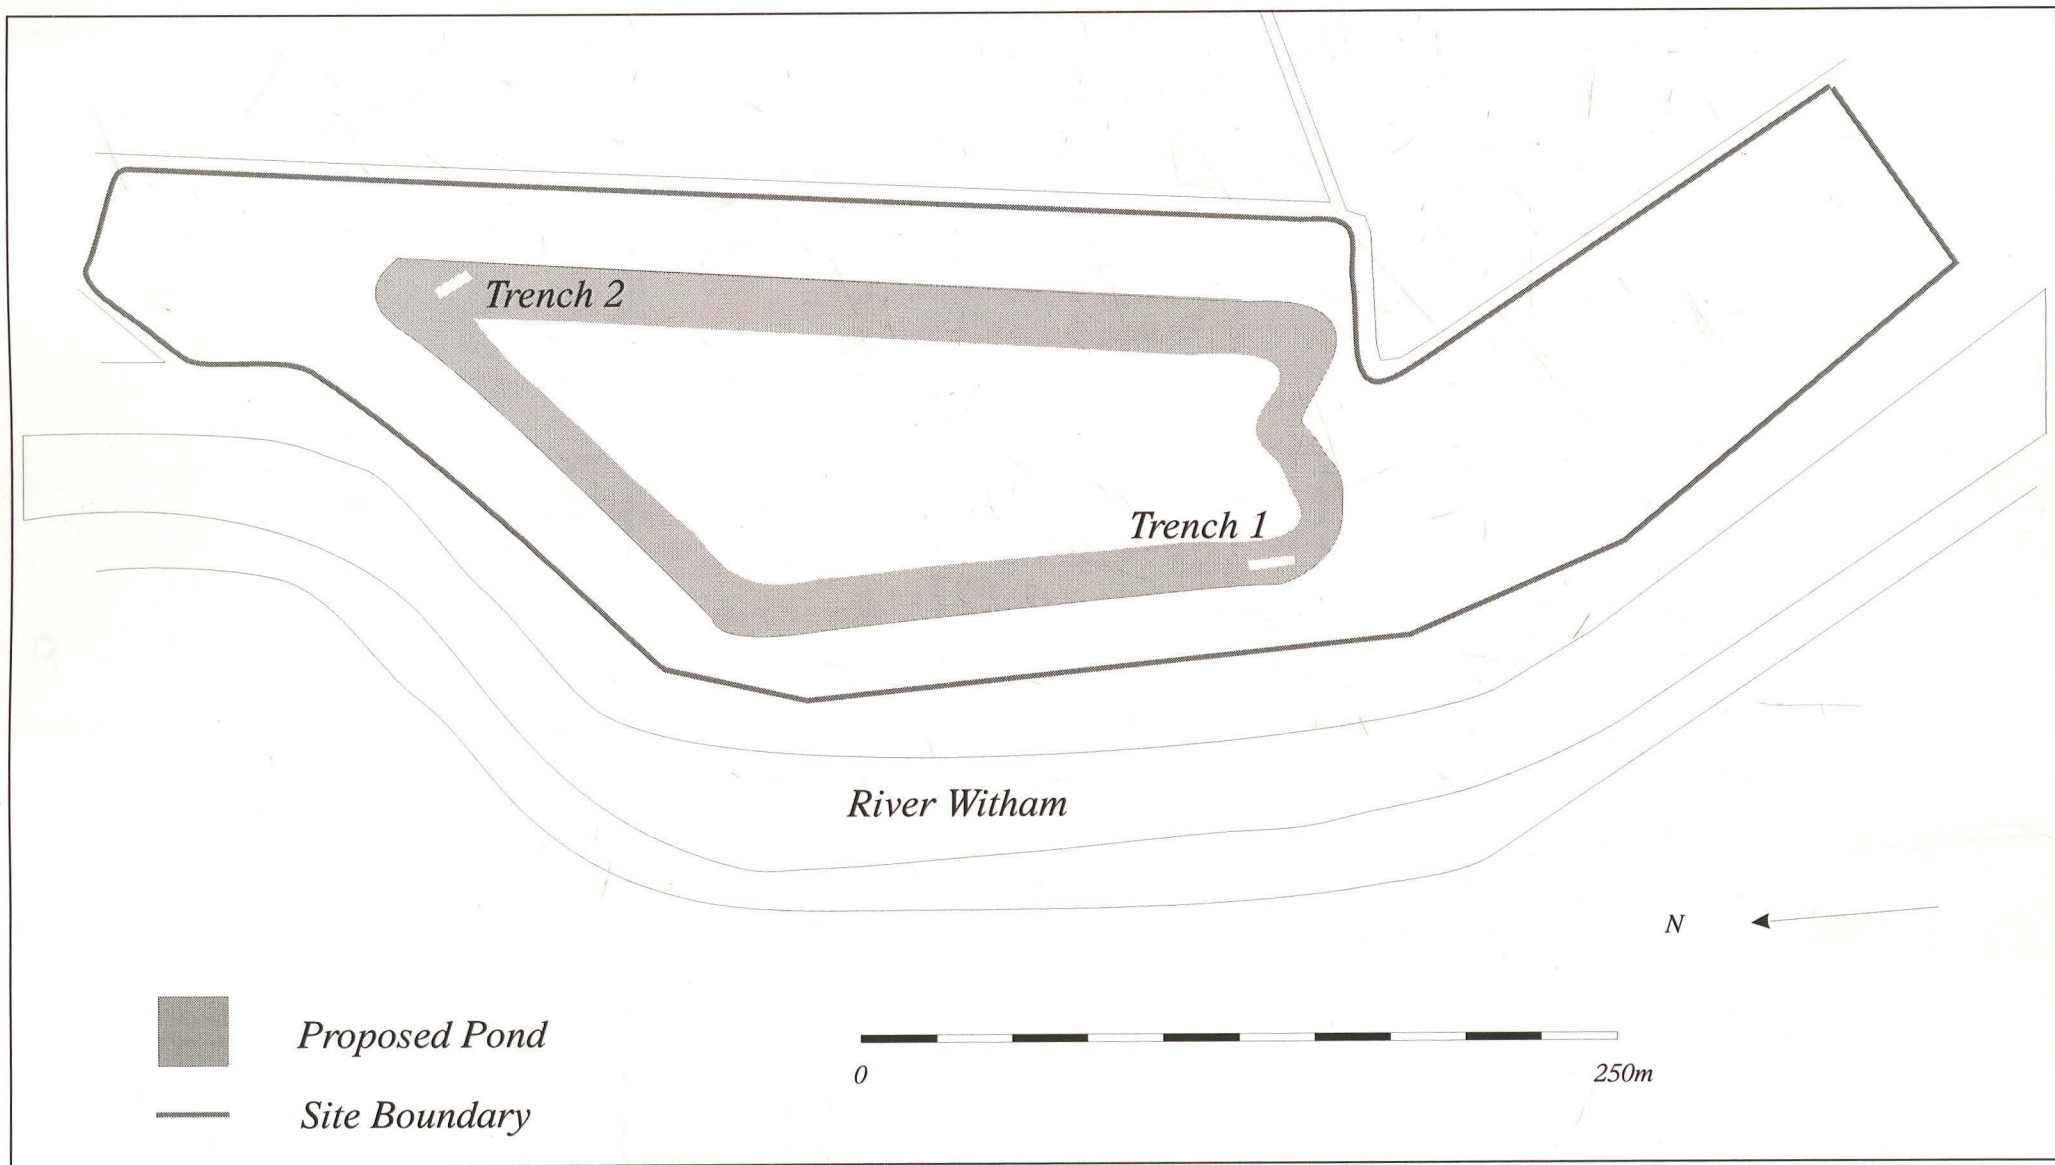 Trench 2
Trench 1
River Witham
N
Proposed Pond
0
250m
Site Boundary